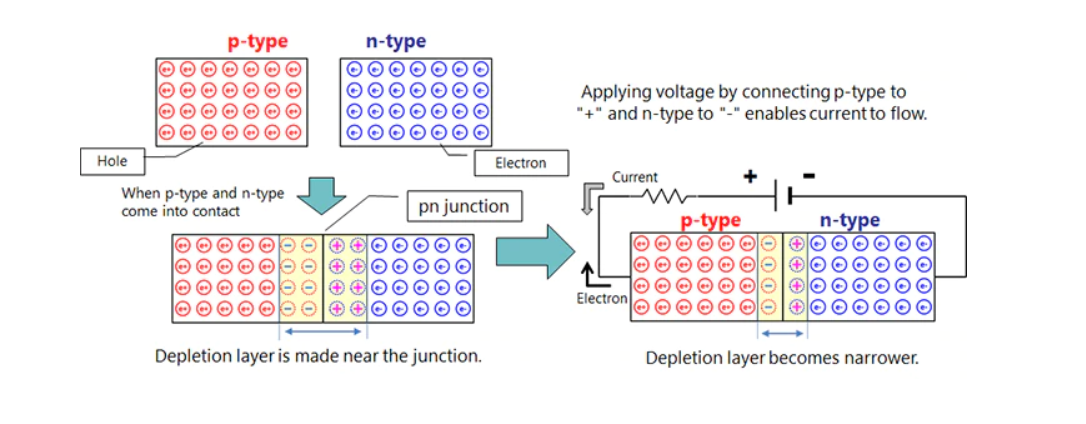 p-type
n-type
Hole
Electron
When p-type and n-type
come into contact
pn junction
Depletion layer is made near the junction.
Applying voltage by connecting p-type to
"+" and n-type to "-" enables current to flow.
Current
+
-
p-type
n-type
Electron
Depletion layer becomes narrower.